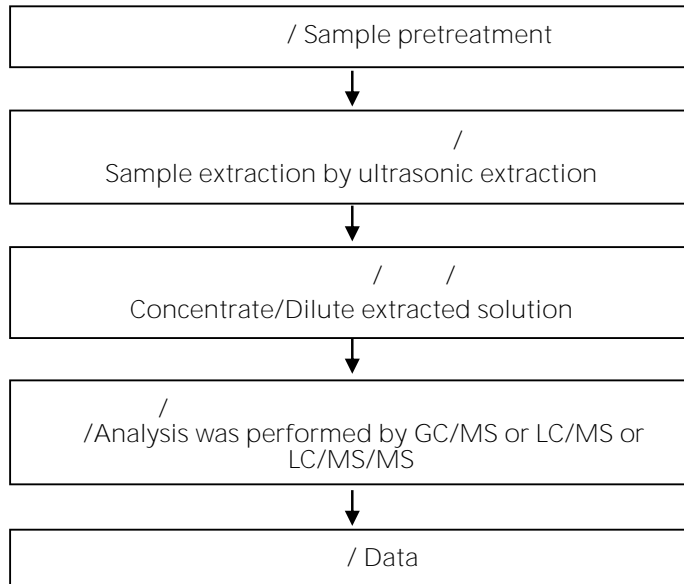 / Sample pretreatment
/
Sample extraction by ultrasonic extraction
/ /
Concentrate/Dilute extracted solution
/
/Analysis was performed by GC/MS or LC/MS or
LC/MS/MS
/ Data